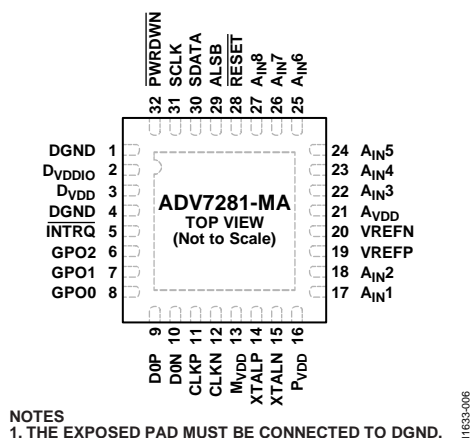 32 PWRDWN
31 SCLK
30 SDATA
29 ALSB
28 RESET
27 AIN8
26 AIN7
25 AIN6
DGND 1
DVDDIO 2
DVDD 3
DGND 4
INTRQ 5
GPO2 6
GPO1 7
GPO0 8
ADV7281-MA
TOP VIEW
(Not to Scale)
24 AIN5
23 AIN4
22 AIN3
21 AVDD
20 VREFN
19 VREFP
18 AIN2
17 AIN1
D0P 9
D0N 10
CLKP 11
CLKN 12
MVDD 13
XTALP 14
XTALN 15
PVDD 16
NOTES
1. THE EXPOSED PAD MUST BE CONNECTED TO DGND.
1633-006